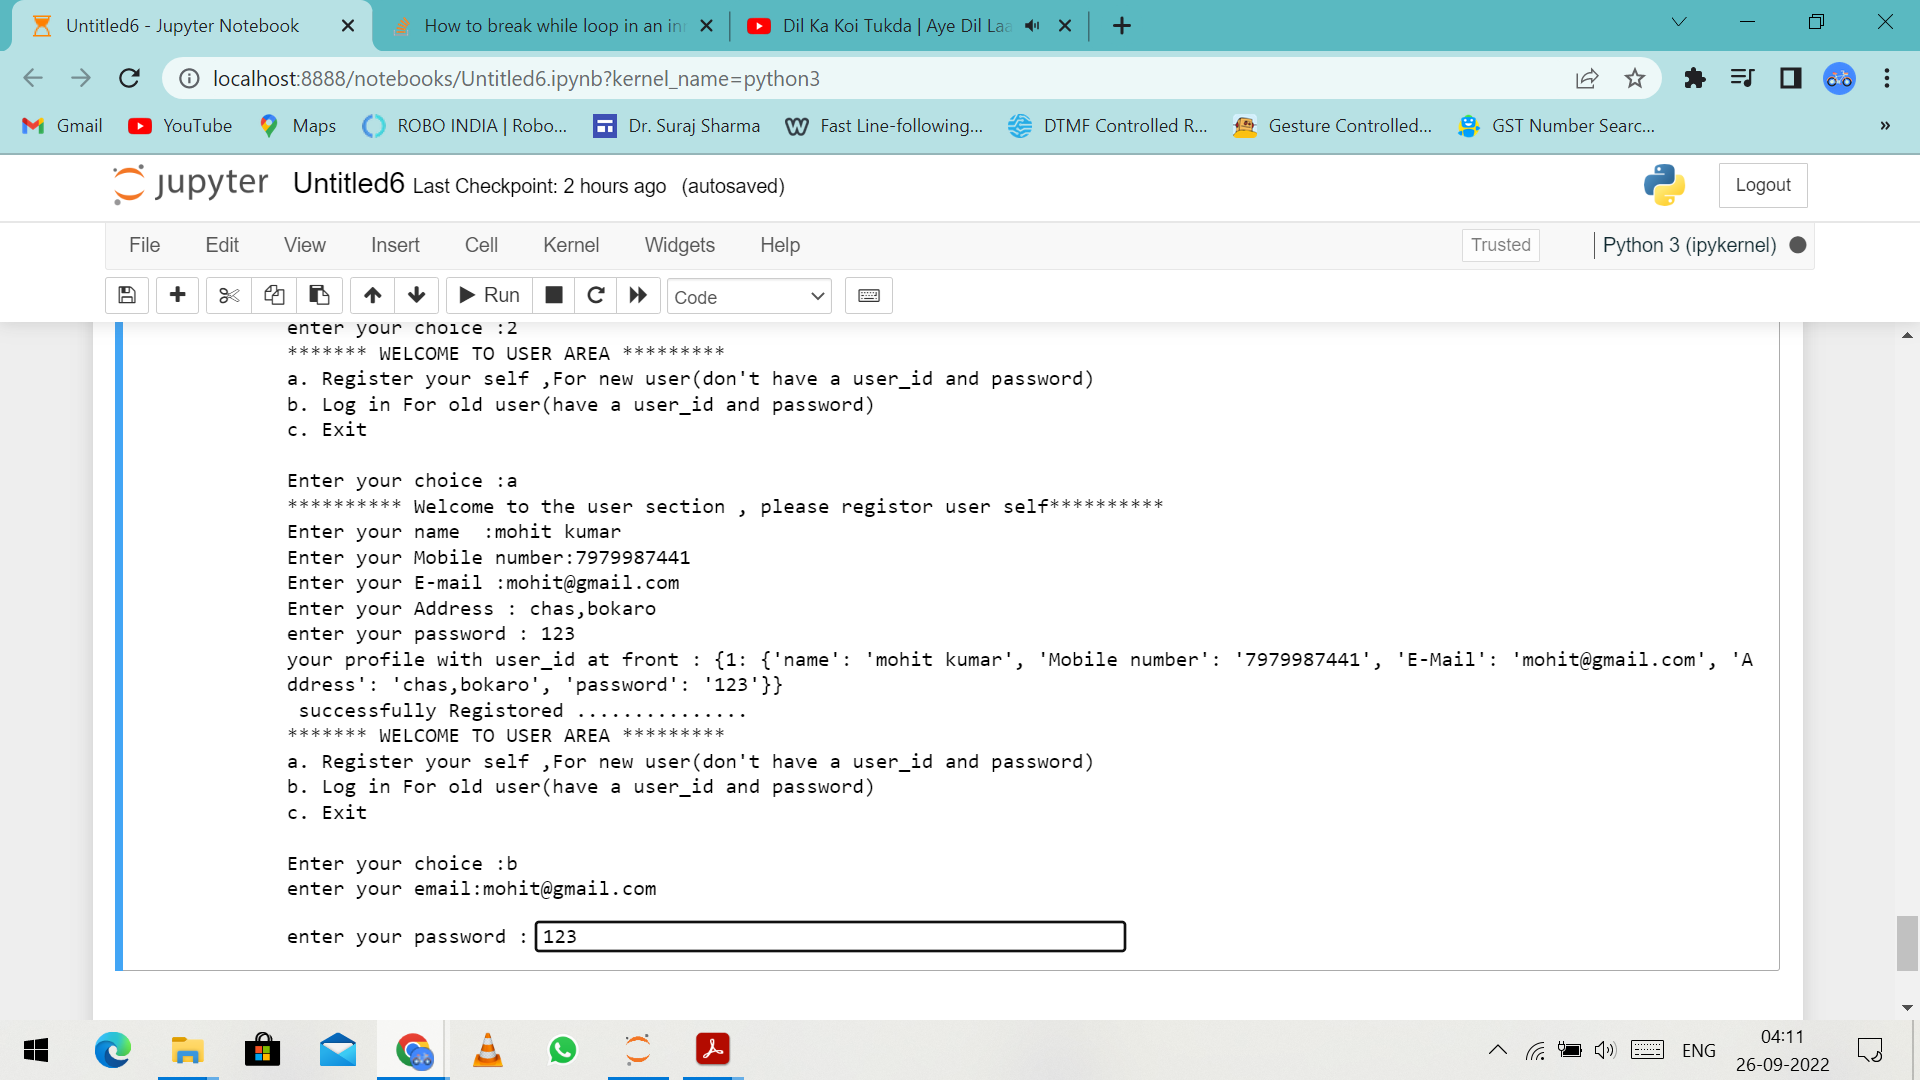 Untitled6 - Jupyter Notebook
How to break while loop in an in
Dil Ka Koi Tukda | Aye Dil Laa
localhost:8888/notebooks/Untitled6.ipynb?kernel_name=python3
Gmail
YouTube
Maps
ROBO INDIA | Robo...
Dr. Suraj Sharma
Fast Line-following...
DTMF Controlled R...
Gesture Controlled...
GST Number Searc...
»
jupyter
Untitled6 Last Checkpoint: 2 hours ago (autosaved)
Logout
File
Edit
View
Insert
Cell
Kernel
Widgets
Help
Trusted
Python 3 (ipykernel)
Run
Code
enter your choice :2
******* WELCOME TO USER AREA *********
a. Register your self ,For new user(don't have a user_id and password)
b. Log in For old user(have a user_id and password)
c. Exit
Enter your choice :a
********** Welcome to the user section , please registor user self**********
Enter your name  :mohit kumar
Enter your Mobile number:7979987441
Enter your E-mail :mohit@gmail.com
Enter your Address : chas,bokaro
enter your password : 123
your profile with user_id at front : {1: {'name': 'mohit kumar', 'Mobile number': '7979987441', 'E-Mail': 'mohit@gmail.com', 'A
ddress': 'chas,bokaro', 'password': '123'}}
successfully Registored ...............
******* WELCOME TO USER AREA *********
a. Register your self ,For new user(don't have a user_id and password)
b. Log in For old user(have a user_id and password)
c. Exit
Enter your choice :b
enter your email:mohit@gmail.com
enter your password : 123
ENG
04:11
26-09-2022